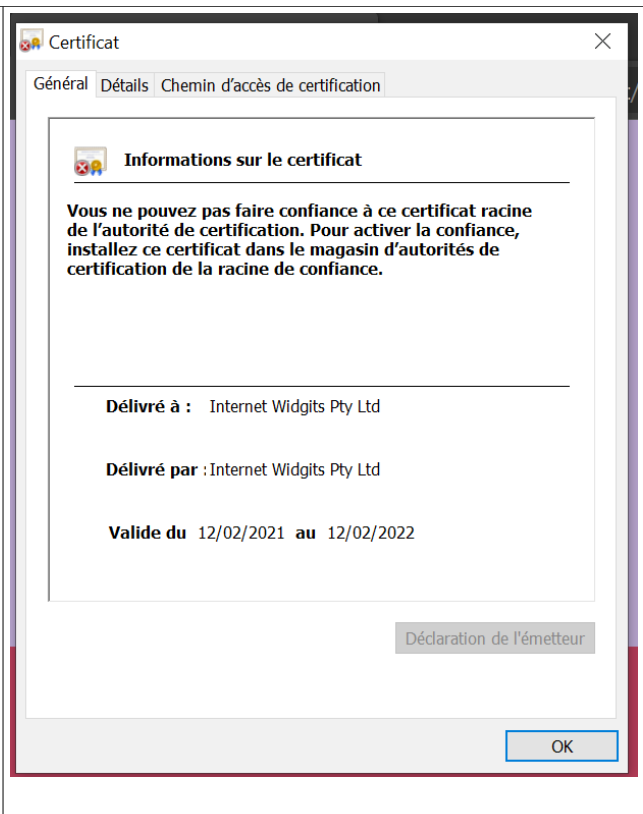 Certificat
Général Détails Chemin d'accès de certification
Informations sur le certificat
Vous ne pouvez pas faire confiance à ce certificat racine
de l'autorité de certification. Pour activer la confiance,
installez ce certificat dans le magasin d'autorités de
certification de la racine de confiance.
Délivré à : Internet Widgits Pty Ltd
Délivré par : Internet Widgits Pty Ltd
Valide du 12/02/2021 au 12/02/2022
Déclaration de l'émetteur
OK